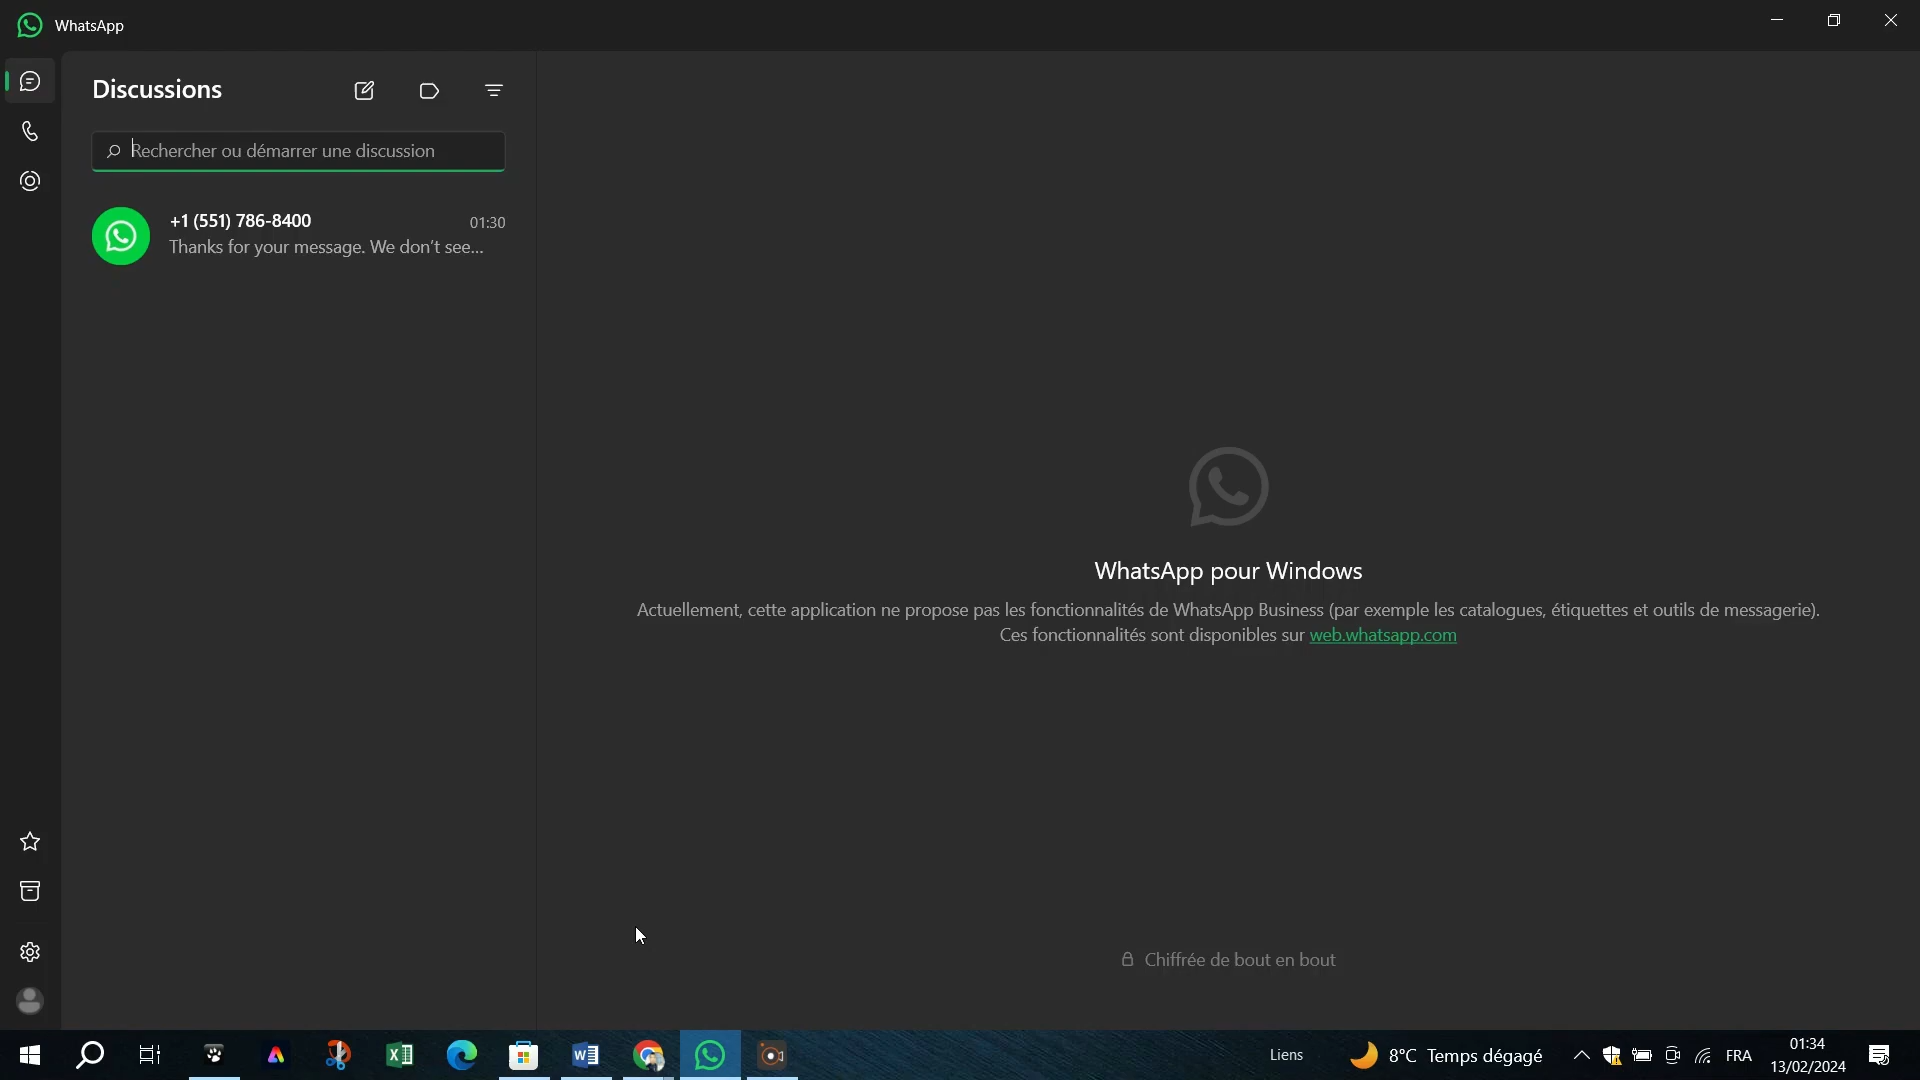 WhatsApp
Discussions
Rechercher ou démarrer une discussion
+1 (551) 786-8400
01:30
Thanks for your message. We don't see...
WhatsApp pour Windows
Actuellement, cette application ne propose pas les fonctionnalités de WhatsApp Business (par exemple les catalogues, étiquettes et outils de messagerie).
Ces fonctionnalités sont disponibles sur web.whatsapp.com
Chiffrée de bout en bout
Liens
8°C Temps dégagé
FRA
01:34
13/02/2024